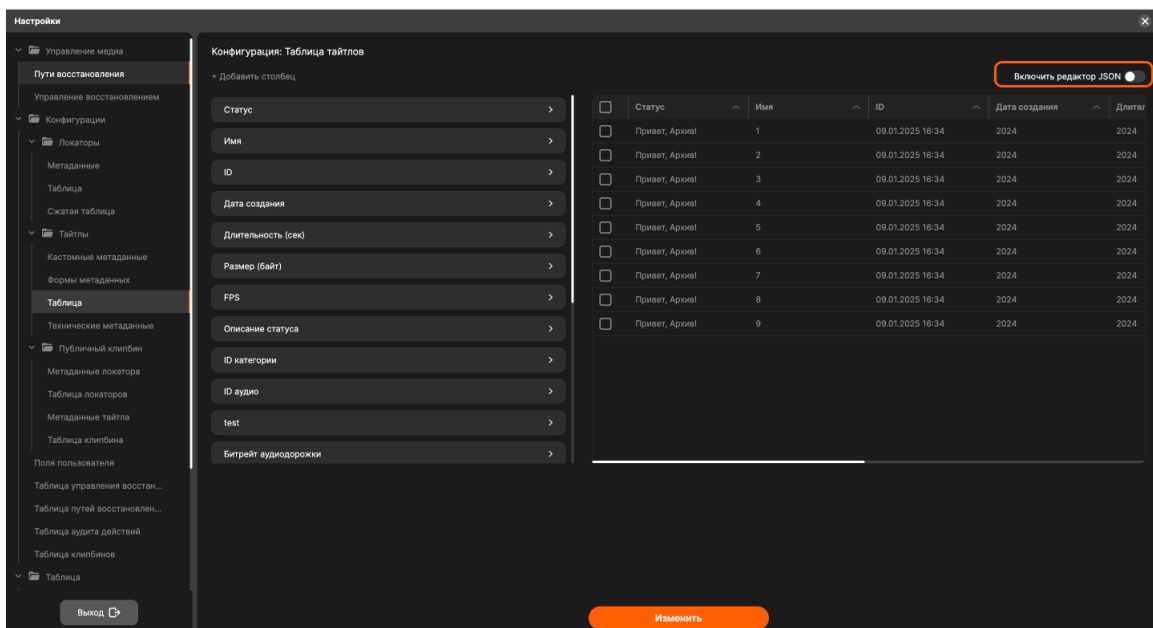 Настройки
Управление медиа
Пути восстановления
Управление восстановлением
Конфигурации
Локаторы
Метаданные
Таблица
Сжатая таблица
Тайтлы
Кастомные метаданные
Формы метаданных
Таблица
Технические метаданные
Публичный клипбин
Метаданные локатора
Таблица локаторов
Метаданные тайтла
Таблица клипбина
Поля пользователя
Таблица управления восстан...
Таблица путей восстановлен...
Таблица аудита действий
Таблица клипбинов
Таблица
Выход
Конфигурация: Таблица тайтлов
+ Добавить столбец
Включить редактор JSON
Статус
Имя
ID
Дата создания
Длительность (сек)
Размер (байт)
FPS
Описание статуса
ID категории
ID аудио
test
Битрейт аудиодорожки
Статус Имя ID Дата создания Длител
Привет, Архив! 1 09.01.2025 16:34 2024 2024
Привет, Архив! 2 09.01.2025 16:34 2024 2024
Привет, Архив! 3 09.01.2025 16:34 2024 2024
Привет, Архив! 4 09.01.2025 16:34 2024 2024
Привет, Архив! 5 09.01.2025 16:34 2024 2024
Привет, Архив! 6 09.01.2025 16:34 2024 2024
Привет, Архив! 7 09.01.2025 16:34 2024 2024
Привет, Архив! 8 09.01.2025 16:34 2024 2024
Привет, Архив! 9 09.01.2025 16:34 2024 2024
Изменить